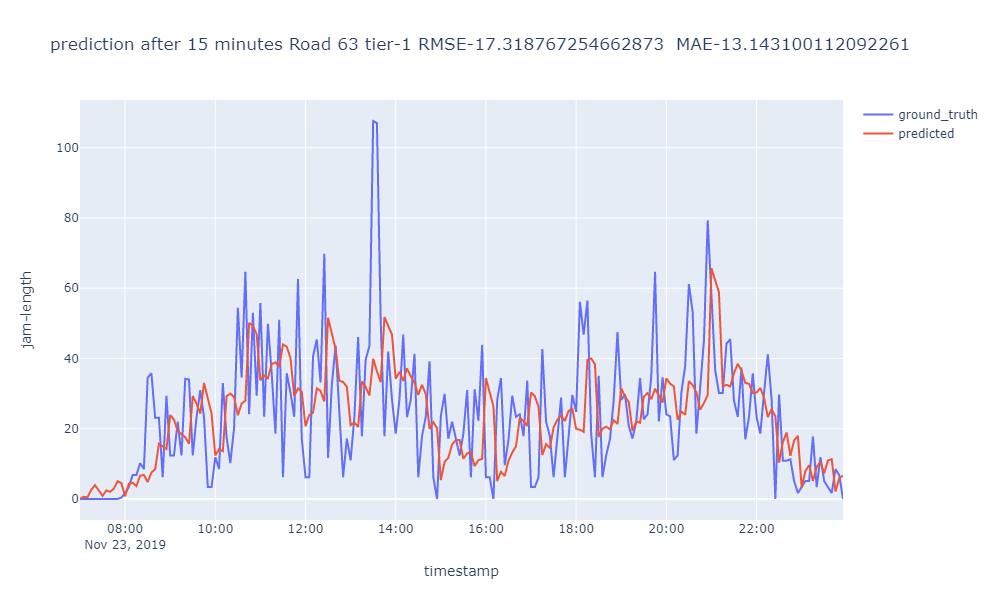 prediction after 15 minutes Road 63 tier-1 RMSE-17.318767254662873  MAE-13.143100112092261
ground_truth
predicted
100
80
60
40
20
0
jam-length
08:00 10:00 12:00 14:00 16:00 18:00 20:00 22:00
Nov 23, 2019
timestamp